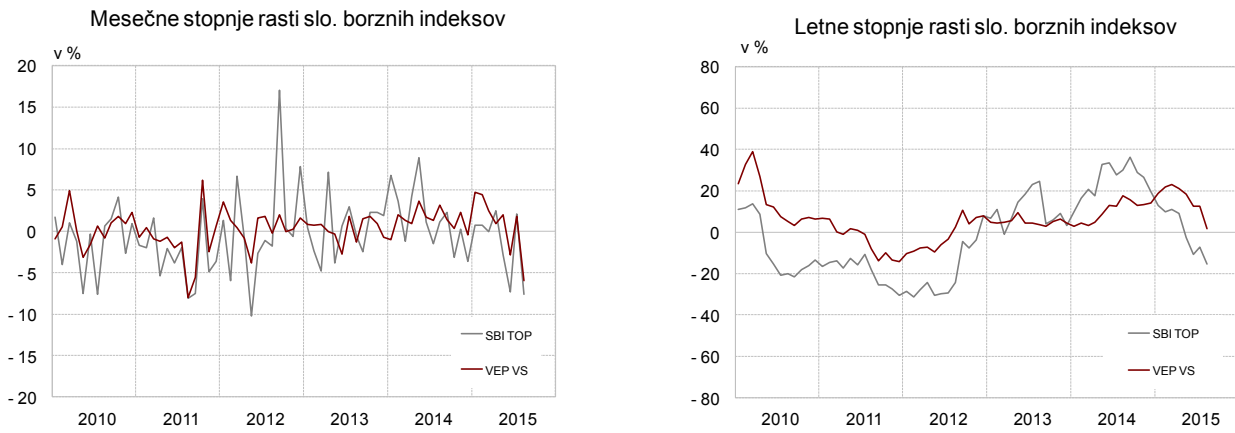 Mesečne stopnje rasti slo. borznih indeksov
v %
20
15
10
5
0
- 5
- 10
- 15
- 20
SBI TOP
VEP VS
2010 2011 2012 2013 2014 2015
Letne stopnje rasti slo. borznih indeksov
v %
80
60
40
20
0
- 20
- 40
- 60
- 80
SBI TOP
VEP VS
2010 2011 2012 2013 2014 2015